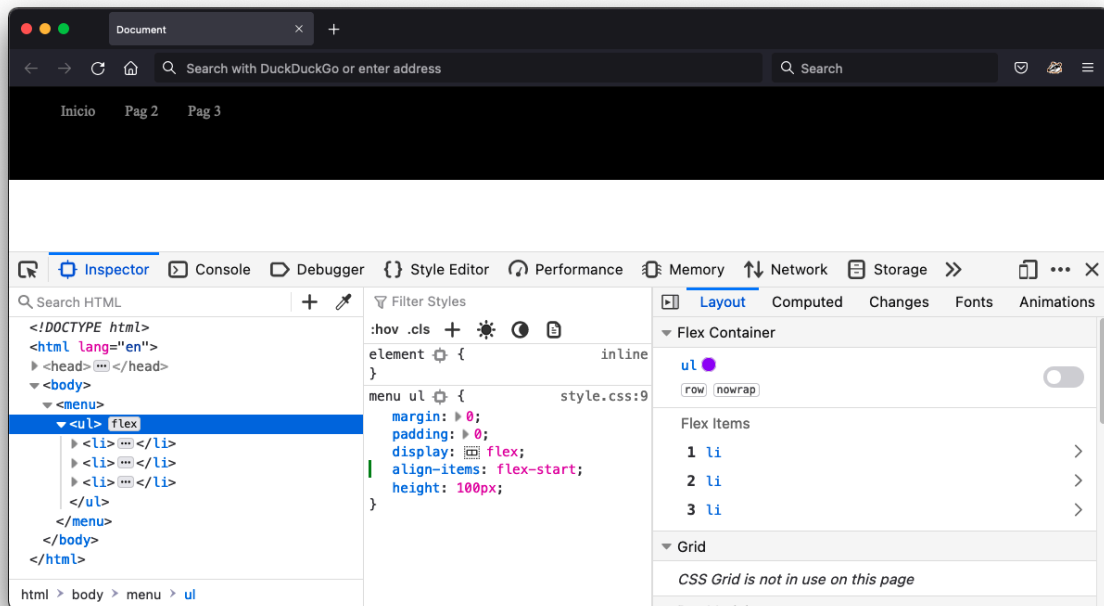 Document
Search with DuckDuckGo or enter address
Search
Inicio Pag 2 Pag 3
Inspector Console Debugger Style Editor Performance Memory Network Storage
Search HTML
<!DOCTYPE html>
<html lang="en">
<head> </head>
<body>
<menu>
<ul> flex
<li> </li>
<li> </li>
<li> </li>
</ul>
</menu>
</body>
</html>
html > body > menu > ul
Filter Styles
:hov .cls
element { inline
}
menu ul { style.css:9
margin: 0;
padding: 0;
display: flex;
align-items: flex-start;
height: 100px;
}
Layout Computed Changes Fonts Animations
Flex Container
ul
row nowrap
Flex Items
1 li
2 li
3 li
Grid
CSS Grid is not in use on this page